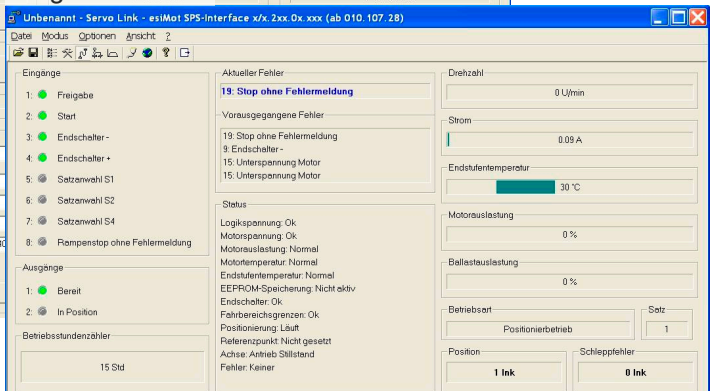 Unbenannt - Servo Link - esiMot SPS-Interface x/x.2xx.0x.xxx (ab 010.107.28)
Datei Modus Optionen Ansicht ?
Eingänge
1: Freigabe
2: Start
3: Endschalter -
4: Endschalter +
5: Satzanwahl S1
6: Satzanwahl S2
7: Satzanwahl S4
8: Rampenstop ohne Fehlermeldung
Ausgänge
1: Bereit
2: In Position
Betriebsstundenzähler
15 Std
Aktueller Fehler
19: Stop ohne Fehlermeldung
Vorausgegangene Fehler
19: Stop ohne Fehlermeldung
9: Endschalter -
15: Unterspannung Motor
15: Unterspannung Motor
Status
Logikspannung: Ok
Motorspannung: Ok
Motorauslastung: Normal
Motortemperatur: Normal
Endstufentemperatur: Normal
EEPROM-Speicherung: Nicht aktiv
Endschalter: Ok
Fahrbereichsgrenzen: Ok
Positionierung: Läuft
Referenzpunkt: Nicht gesetzt
Achse: Antrieb Stillstand
Fehler: Keiner
Drehzahl
0 U/min
Strom
0.09 A
Endstufentemperatur
30 °C
Motorauslastung
0 %
Ballastauslastung
0 %
Betriebsart
Positionierbetrieb
Satz
1
Position
1 Ink
Schleppfehler
0 Ink